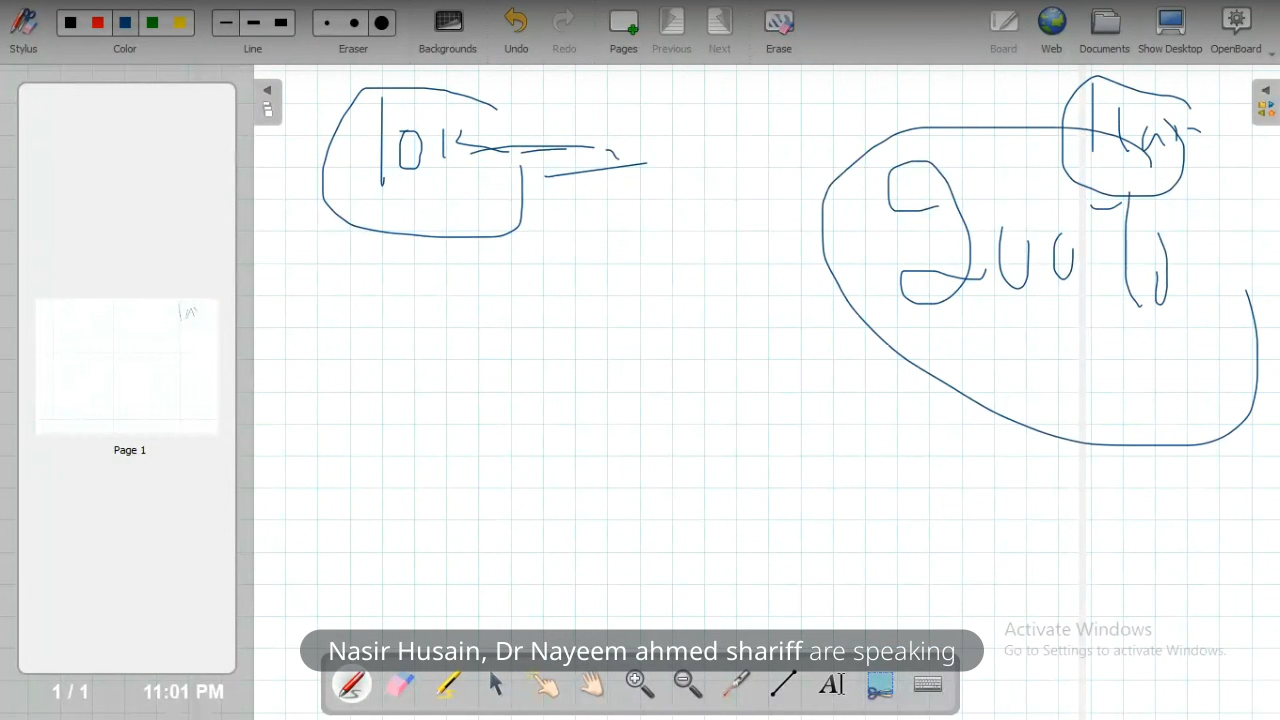 Stylus Color Line Eraser Backgrounds Undo Redo Pages Previous Next Erase Board Web Documents Show Desktop OpenBoard
10K
Page 1
Activate Windows
Go to Settings to activate Windows.
Nasir Husain, Dr Nayeem ahmed shariff are speaking
1 / 1 11:01 PM